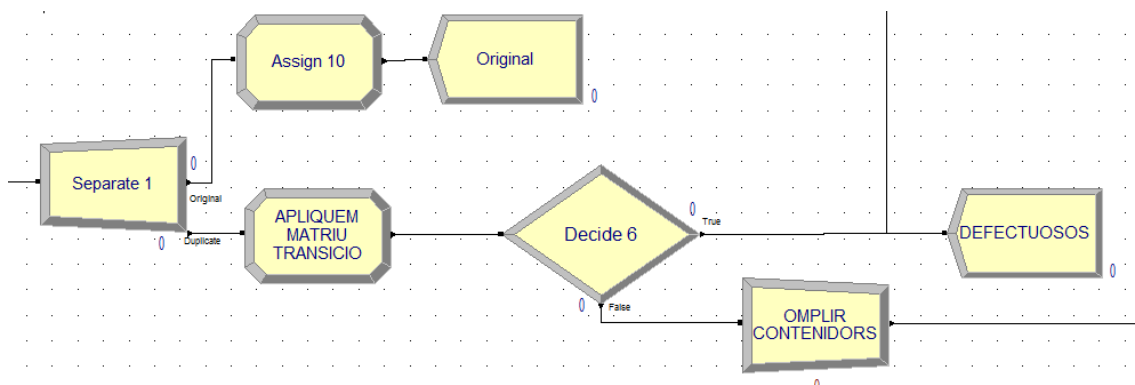 Assign 10
Original
0
0
Separate 1
Original
0
Duplicate
APLIQUEM
MATRIU
TRANSICIO
Decide 6
0
True
0
False
DEFECTUOSOS
0
OMPLIR
CONTENIDORS
0